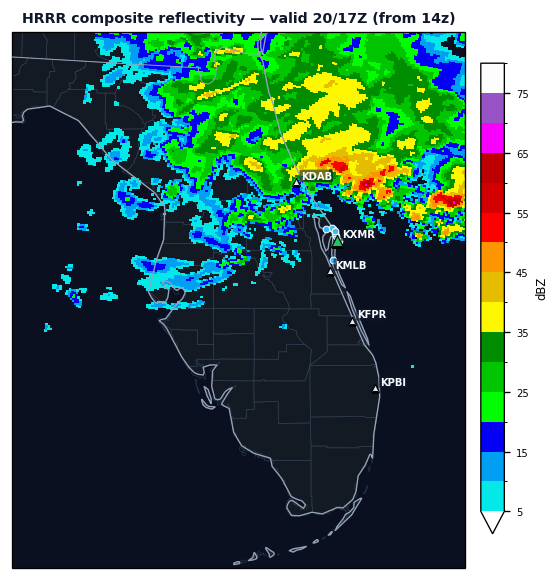 HRRR composite reflectivity — valid 20/17Z (from 14z)
KDAB
KXMR
KMLB
KFPR
KPBI
75
65
55
45
35
25
15
5
dBZ